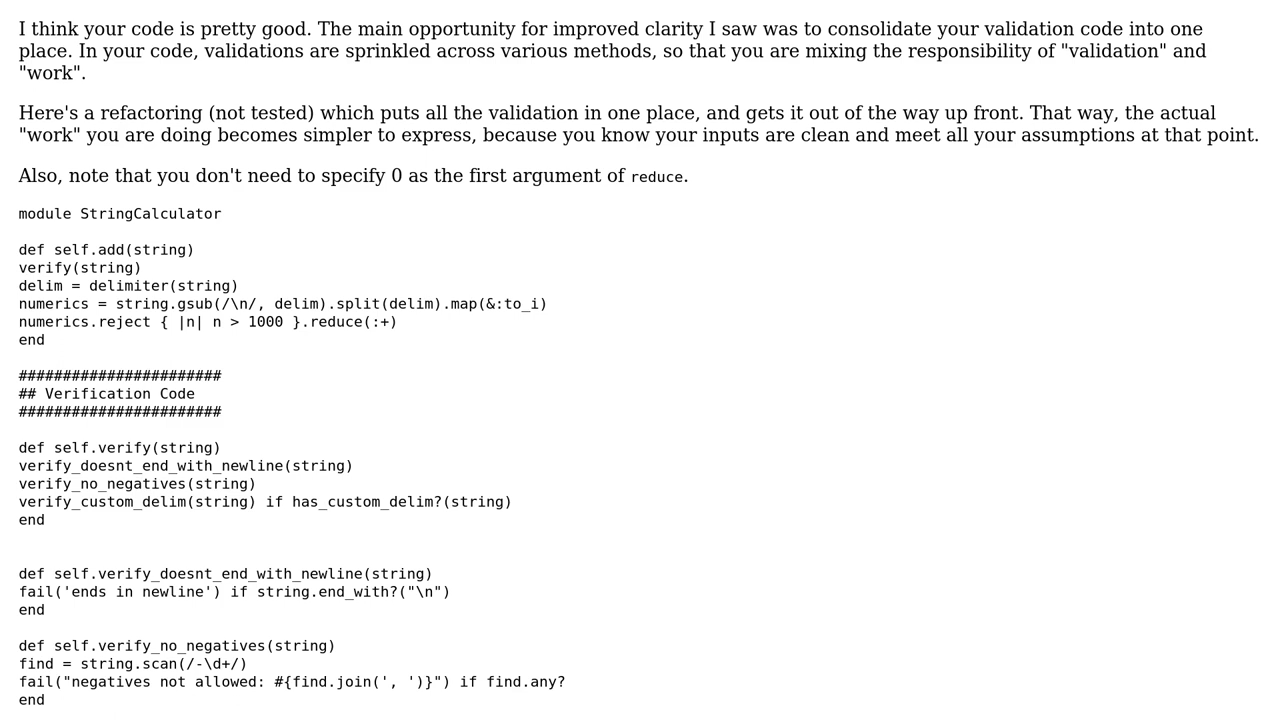 I think your code is pretty good. The main opportunity for improved clarity I saw was to consolidate your validation code into one
place. In your code, validations are sprinkled across various methods, so that you are mixing the responsibility of "validation" and
"work".

Here's a refactoring (not tested) which puts all the validation in one place, and gets it out of the way up front. That way, the actual
"work" you are doing becomes simpler to express, because you know your inputs are clean and meet all your assumptions at that point.

Also, note that you don't need to specify 0 as the first argument of reduce.

module StringCalculator

def self.add(string)
verify(string)
delim = delimiter(string)
numerics = string.gsub(/\n/, delim).split(delim).map(&:to_i)
numerics.reject { |n| n > 1000 }.reduce(:+)
end

#######################
## Verification Code
#######################

def self.verify(string)
verify_doesnt_end_with_newline(string)
verify_no_negatives(string)
verify_custom_delim(string) if has_custom_delim?(string)
end


def self.verify_doesnt_end_with_newline(string)
fail('ends in newline') if string.end_with?("\n")
end

def self.verify_no_negatives(string)
find = string.scan(/-\d+/)
fail("negatives not allowed: #{find.join(', ')}") if find.any?
end